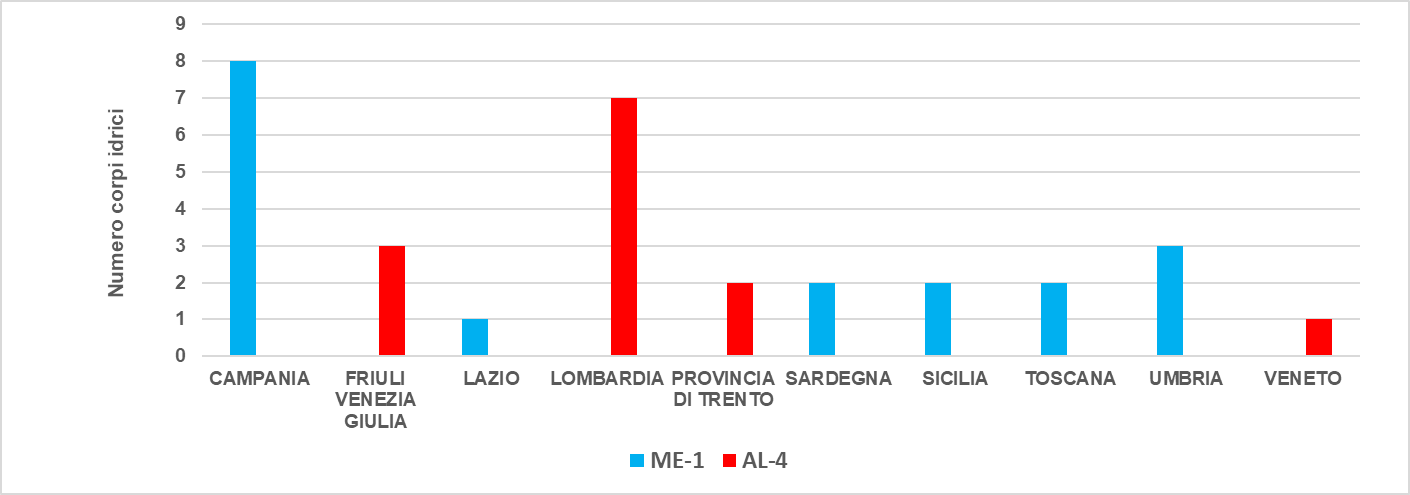 9
8
7
6
5
4
3
2
1
0
Numero corpi idrici
CAMPANIA
FRIULI
VENEZIA
GIULIA
LAZIO
LOMBARDIA
PROVINCIA
DI TRENTO
SARDEGNA
SICILIA
TOSCANA
UMBRIA
VENETO
ME-1
AL-4